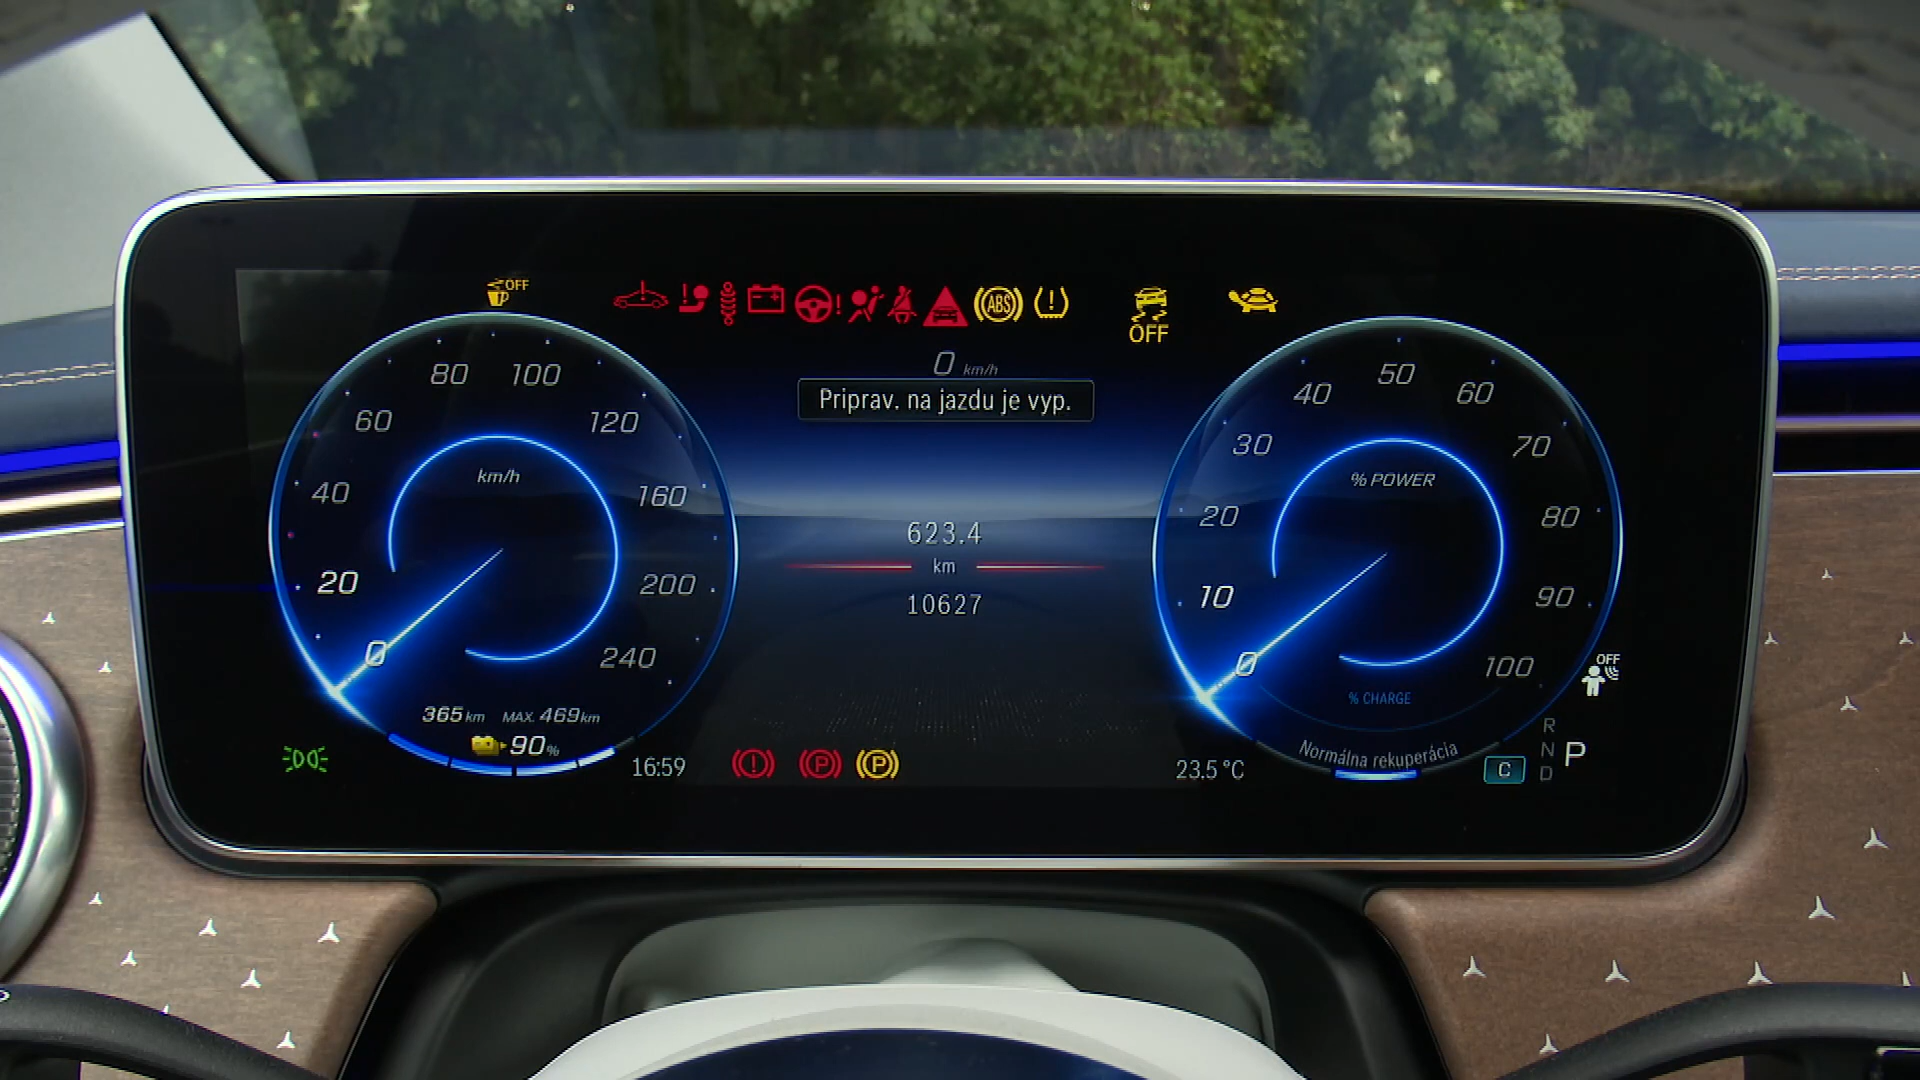 OFF
ABS
OFF
0 km/h
Priprav. na jazdu je vyp.
0
20
40
60
80
100
120
160
200
240
km/h
365 km MAX. 469 km
90 %
623.4
km
10627
0
10
20
30
40
50
60
70
80
90
100
% POWER
% CHARGE
Normálna rekuperácia
OFF
R
N P
D
C
16:59
P
P
23.5 °C